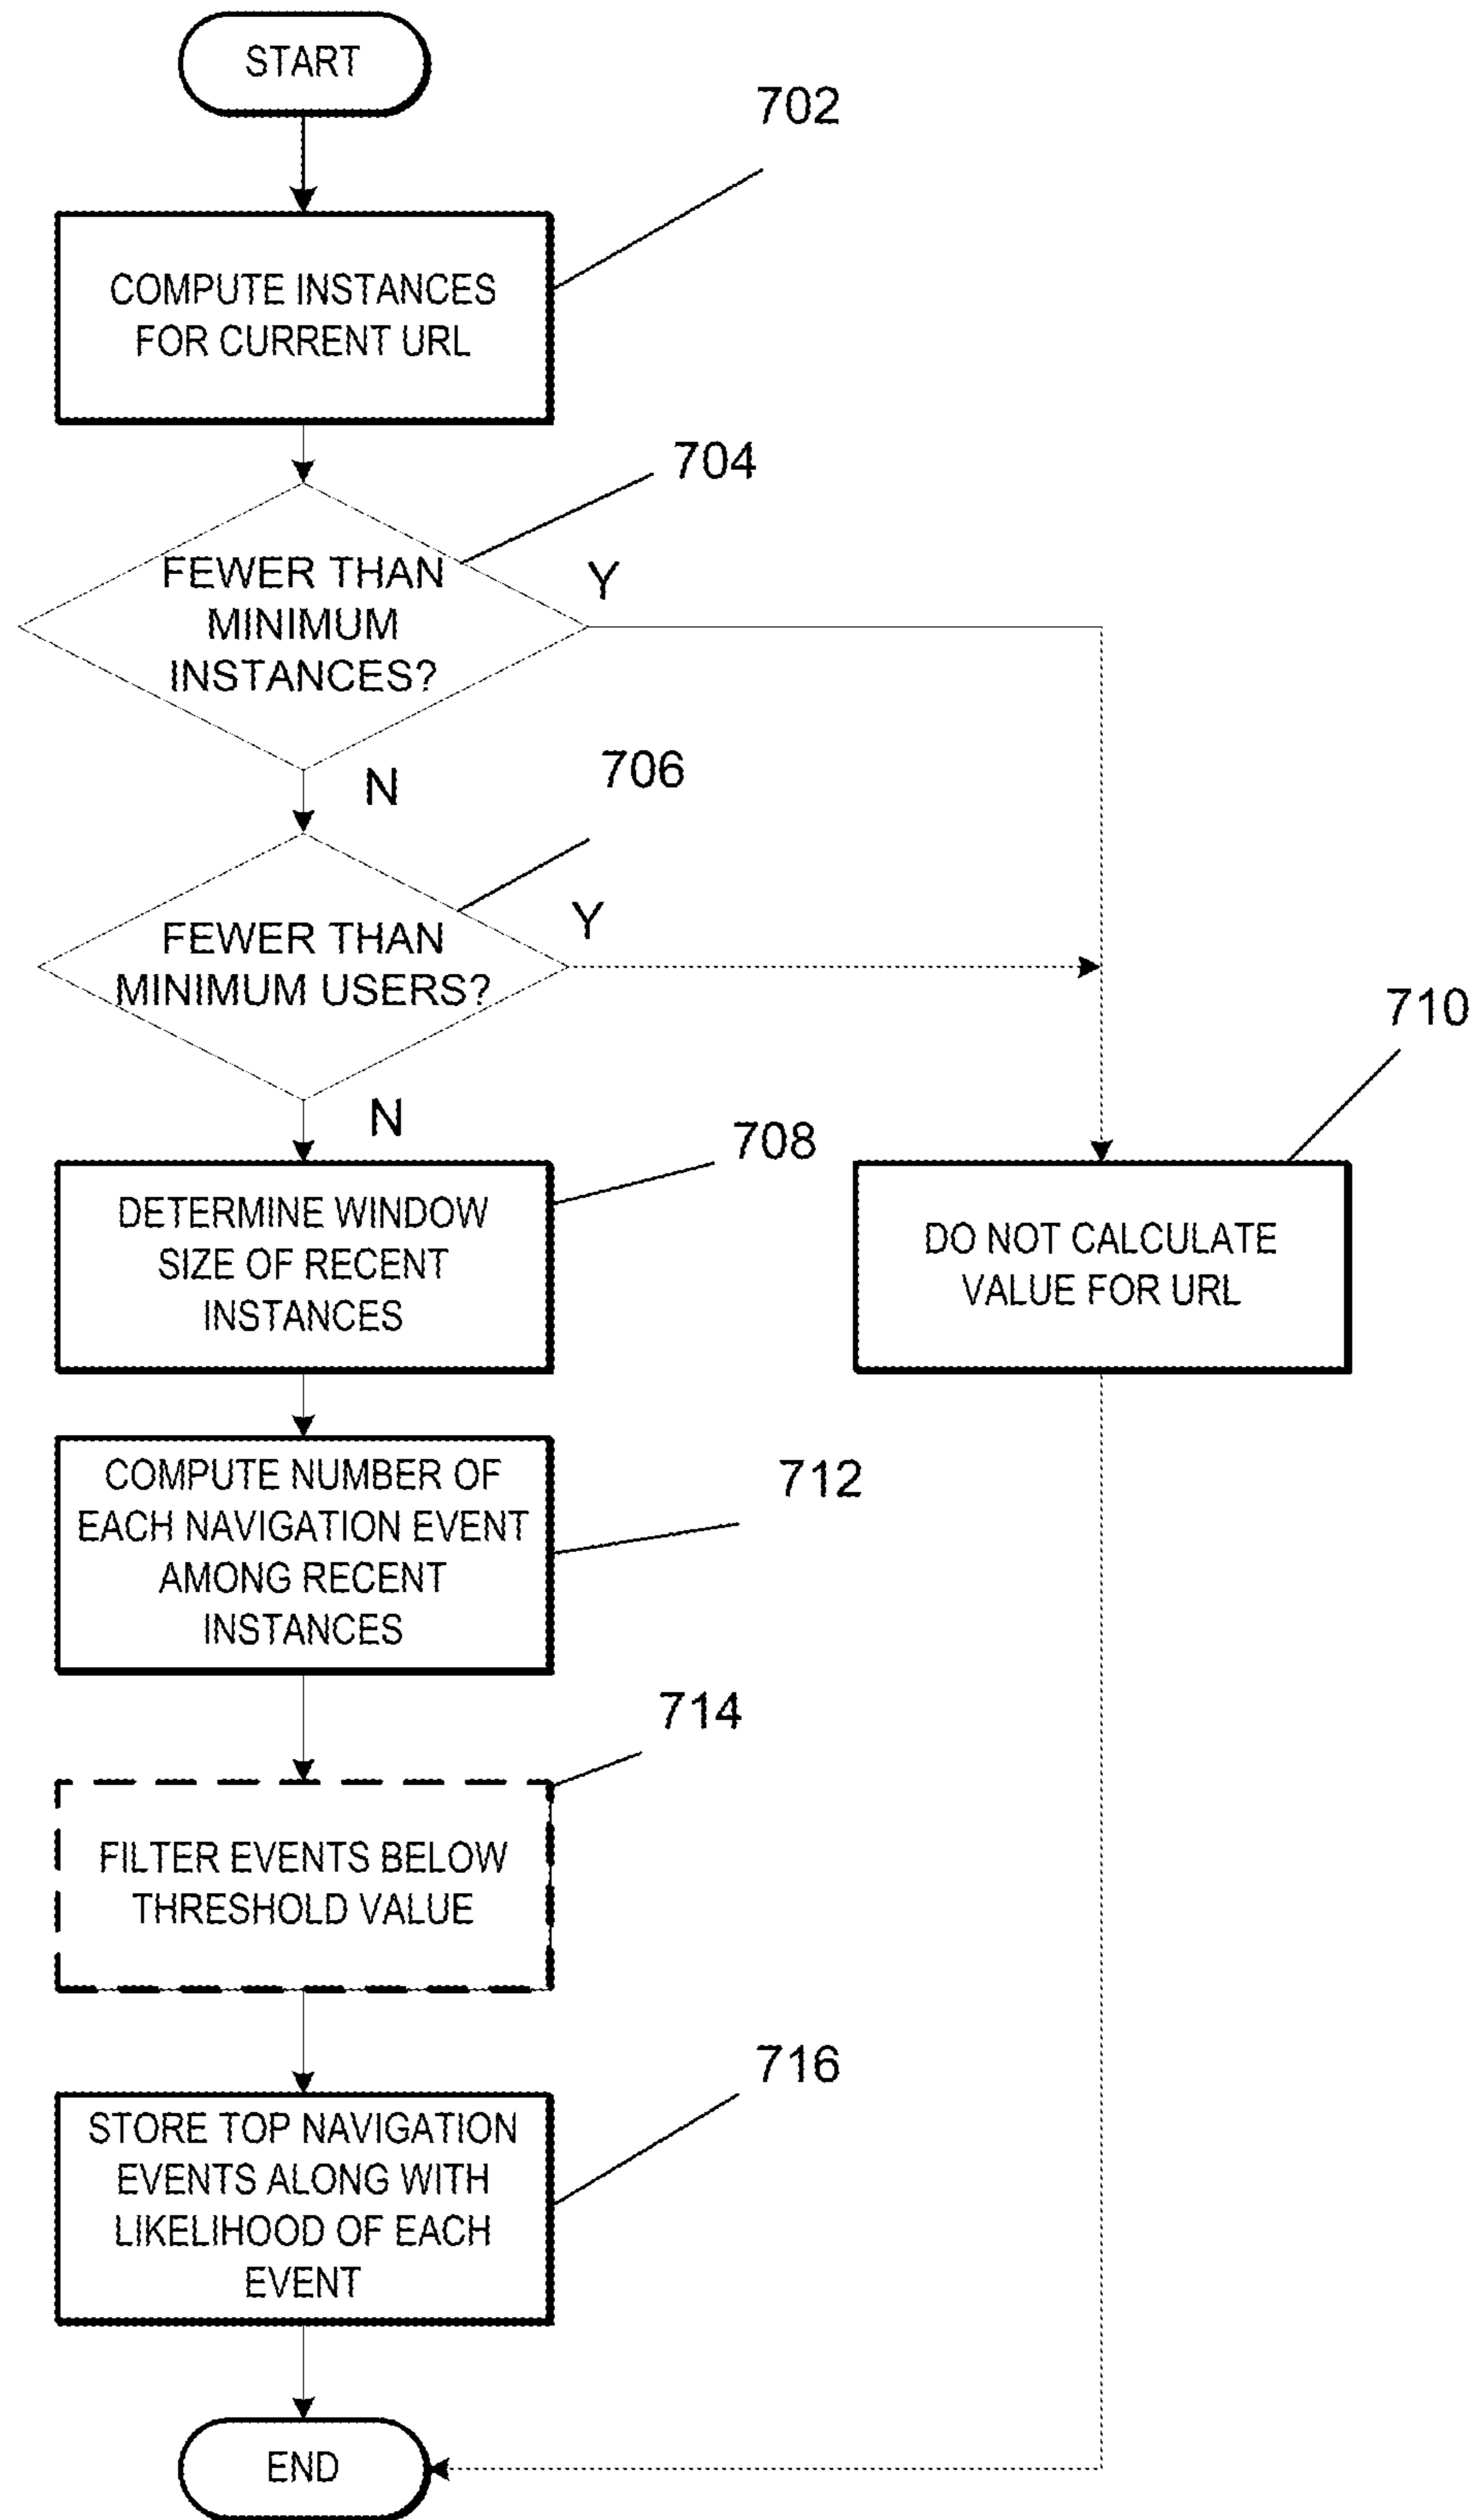 START
702
COMPUTE INSTANCES
FOR CURRENT URL
704
FEWER THAN
MINIMUM
INSTANCES?
Y
N
706
FEWER THAN
MINIMUM USERS?
Y
N
708
DETERMINE WINDOW
SIZE OF RECENT
INSTANCES
710
DO NOT CALCULATE
VALUE FOR URL
COMPUTE NUMBER OF
EACH NAVIGATION EVENT
AMONG RECENT
INSTANCES
712
714
FILTER EVENTS BELOW
THRESHOLD VALUE
716
STORE TOP NAVIGATION
EVENTS ALONG WITH
LIKELIHOOD OF EACH
EVENT
END